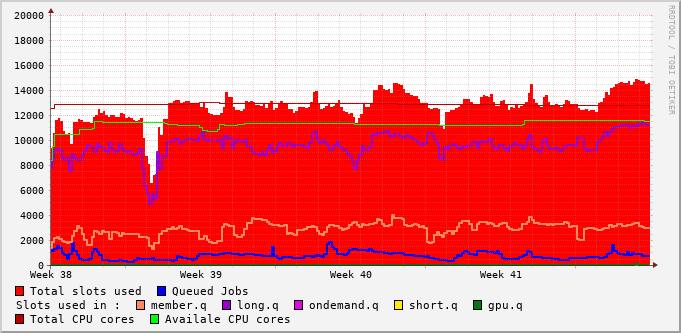 20000
18000
16000
14000
12000
10000
8000
6000
4000
2000
0
Week 38 Week 39 Week 40 Week 41
Total slots used Queued Jobs
Slots used in : member.q long.q ondemand.q short.q gpu.q
Total CPU cores Availale CPU cores
RRDTOOL / TOBI OETIKER